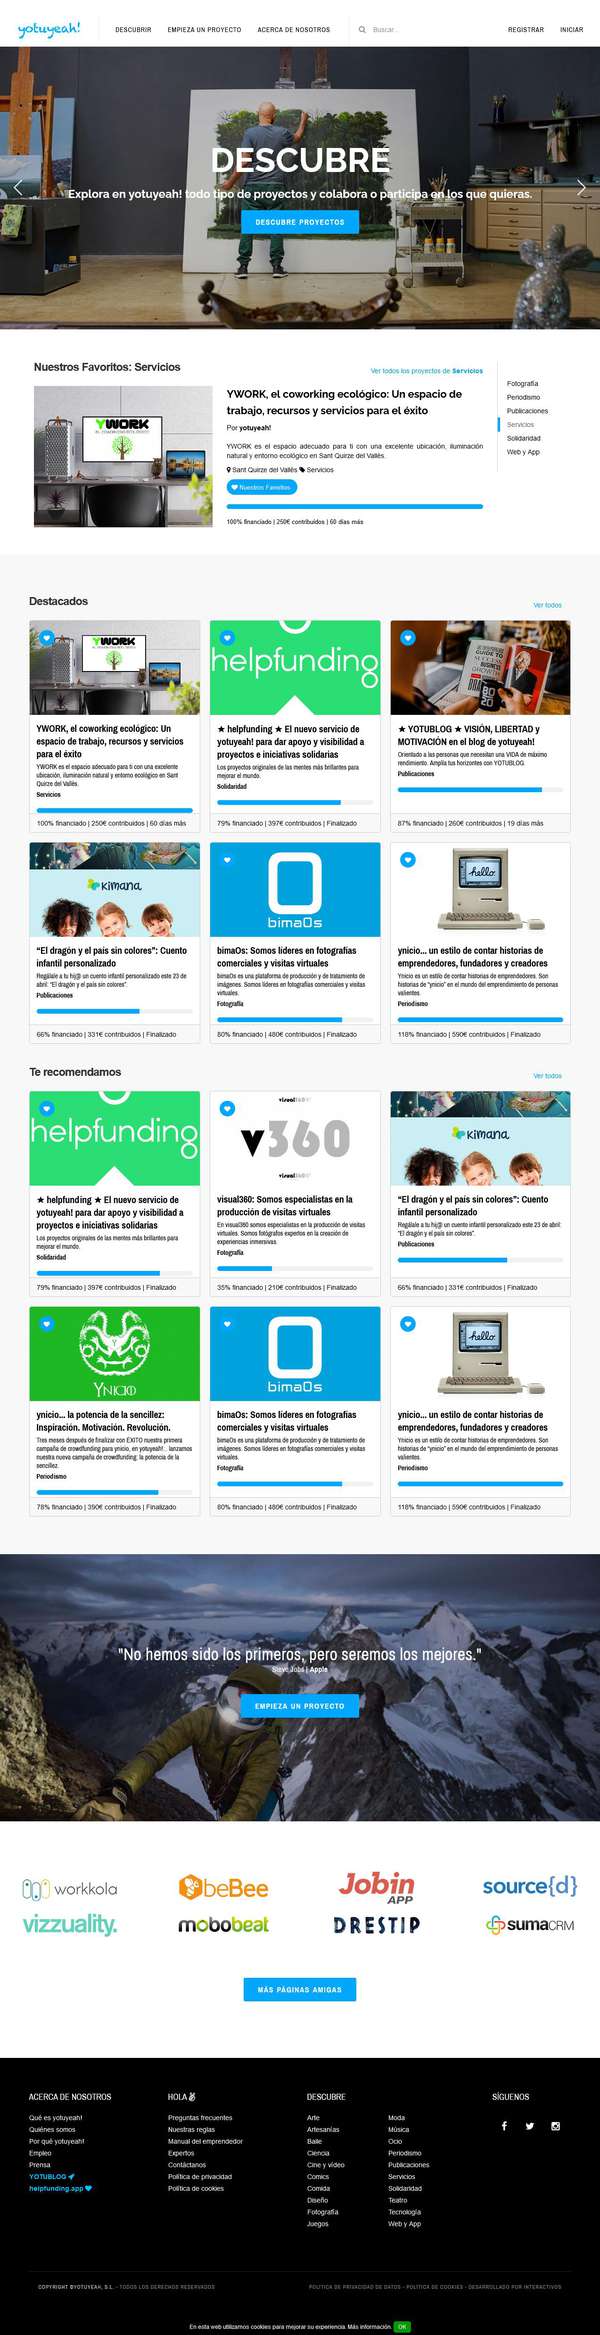 yotuyeah!
DESCUBRIR
EMPIEZA UN PROYECTO
ACERCA DE NOSOTROS
Buscar...
REGISTRAR
INICIAR
DESCUBRE
Explora en yotuyeah! todo tipo de proyectos y colabora o participa en los que quieras.
DESCUBRE PROYECTOS
Nuestros Favoritos: Servicios
Ver todos los proyectos de Servicios
YWORK
YWORK, el coworking ecológico: Un espacio de
trabajo, recursos y servicios para el éxito
Por yotuyeah!
YWORK es el espacio adecuado para ti con una excelente ubicación, iluminación
natural y entorno ecológico en Sant Quirze del Vallès.
Sant Quirze del Vallès Servicios
Nuestros Favoritos
100% financiado | 250€ contribuidos | 60 días más
Fotografía
Periodismo
Publicaciones
Servicios
Solidaridad
Web y App
Destacados
Ver todos
YWORK
YWORK, el coworking ecológico: Un
espacio de trabajo, recursos y servicios
para el éxito
YWORK es el espacio adecuado para ti con una excelente
ubicación, iluminación natural y entorno ecológico en Sant
Quirze del Vallès.
Servicios
100% financiado | 250€ contribuidos | 60 días más
helpfunding
★ helpfunding ★ El nuevo servicio de
yotuyeah! para dar apoyo y visibilidad a
proyectos e iniciativas solidarias
Los proyectos originales de las mentes más brillantes para
mejorar el mundo.
Solidaridad
79% financiado | 397€ contribuidos | Finalizado
★ YOTUBLOG ★ VISIÓN, LIBERTAD y
MOTIVACIÓN en el blog de yotuyeah!
Orientado a las personas que necesitan una VIDA de máximo
rendimiento. Amplía tus horizontes con YOTUBLOG.
Publicaciones
87% financiado | 260€ contribuidos | 19 días más
KIMANA
“El dragón y el país sin colores”: Cuento
infantil personalizado
Regálale a tu hij@ un cuento infantil personalizado este 23 de
abril: “El dragón y el país sin colores”.
Publicaciones
66% financiado | 331€ contribuidos | Finalizado
bimaOs
bimaOs: Somos líderes en fotografías
comerciales y visitas virtuales
bimaOs es una plataforma de producción y de tratamiento de
imágenes. Somos líderes en fotografías comerciales y visitas
virtuales.
Fotografía
80% financiado | 480€ contribuidos | Finalizado
hello.
ynicio... un estilo de contar historias de
emprendedores, fundadores y creadores
Ynicio es un estilo de contar historias de emprendedores. Son
historias de “ynicio” en el mundo del emprendimiento de personas
valientes.
Periodismo
118% financiado | 590€ contribuidos | Finalizado
Te recomendamos
Ver todos
helpfunding
★ helpfunding ★ El nuevo servicio de
yotuyeah! para dar apoyo y visibilidad a
proyectos e iniciativas solidarias
Los proyectos originales de las mentes más brillantes para
mejorar el mundo.
Solidaridad
79% financiado | 397€ contribuidos | Finalizado
visual360º
v360
visual360º
visual360: Somos especialistas en la
producción de visitas virtuales
En visual360 somos especialistas en la producción de visitas
virtuales. Somos fotógrafos expertos en la creación de
experiencias inmersivas.
Fotografía
35% financiado | 210€ contribuidos | Finalizado
KIMANA
“El dragón y el país sin colores”: Cuento
infantil personalizado
Regálale a tu hij@ un cuento infantil personalizado este 23 de abril:
“El dragón y el país sin colores”.
Publicaciones
66% financiado | 331€ contribuidos | Finalizado
YNICIO
ynicio... la potencia de la sencillez:
Inspiración. Motivación. Revolución.
Tres meses después de finalizar con ÉXITO nuestra primera
campaña de crowdfunding para ynicio, en yotuyeah!... lanzamos
nuestra nueva campaña de crowdfunding: la potencia de la
sencillez.
Periodismo
78% financiado | 390€ contribuidos | Finalizado
bimaOs
bimaOs: Somos líderes en fotografías
comerciales y visitas virtuales
bimaOs es una plataforma de producción y de tratamiento de
imágenes. Somos líderes en fotografías comerciales y visitas
virtuales.
Fotografía
80% financiado | 480€ contribuidos | Finalizado
hello.
ynicio... un estilo de contar historias de
emprendedores, fundadores y creadores
Ynicio es un estilo de contar historias de emprendedores. Son
historias de “ynicio” en el mundo del emprendimiento de personas
valientes.
Periodismo
118% financiado | 590€ contribuidos | Finalizado
"No hemos sido los primeros, pero seremos los mejores."
Steve Jobs | Apple
EMPIEZA UN PROYECTO
workkola
beBee
Jobin APP
source{d}
vizzuality.
mobobeat
DRESTIP
sumaCRM
MÁS PÁGINAS AMIGAS
ACERCA DE NOSOTROS
Qué es yotuyeah!
Quiénes somos
Por qué yotuyeah!
Empleo
Prensa
YOTUBLOG
helpfunding.app
HOLA
Preguntas frecuentes
Nuestras reglas
Manual del emprendedor
Expertos
Contáctanos
Política de privacidad
Política de cookies
DESCUBRE
Arte
Artesanías
Baile
Ciencia
Cine y vídeo
Comics
Comida
Diseño
Fotografía
Juegos
Moda
Música
Ocio
Periodismo
Publicaciones
Servicios
Solidaridad
Teatro
Tecnología
Web y App
SÍGUENOS
COPYRIGHT @YOTUYEAH, S.L. - TODOS LOS DERECHOS RESERVADOS
POLÍTICA DE PRIVACIDAD DE DATOS - POLÍTICA DE COOKIES - DESARROLLADO POR INTERACTIVOS
En esta web utilizamos cookies para mejorar su experiencia. Más información. OK